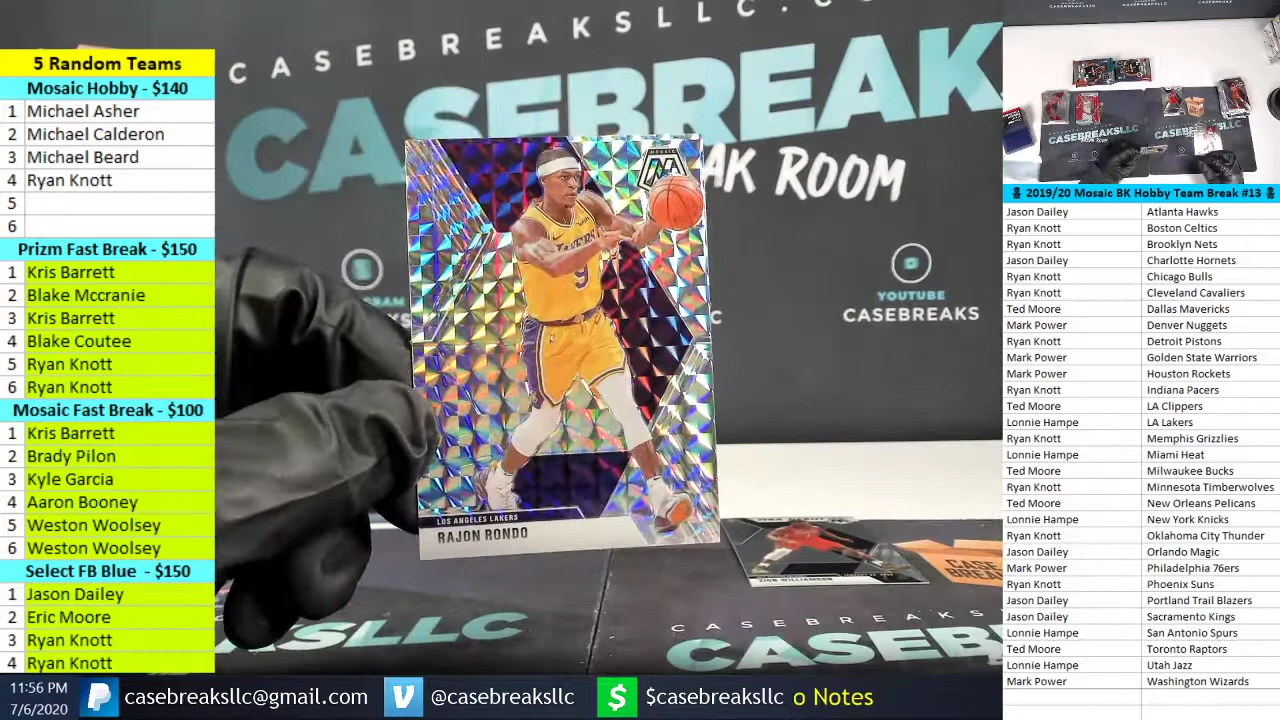 5 Random Teams
Mosaic Hobby - $140
1 Michael Asher
2 Michael Calderon
3 Michael Beard
4 Ryan Knott
5
6
Prizm Fast Break - $150
1 Kris Barrett
2 Blake Mccranie
3 Kris Barrett
4 Blake Coutee
5 Ryan Knott
6 Ryan Knott
Mosaic Fast Break - $100
1 Kris Barrett
2 Brady Pilon
3 Kyle Garcia
4 Aaron Booney
5 Weston Woolsey
6 Weston Woolsey
Select FB Blue - $150
1 Jason Dailey
2 Eric Moore
3 Ryan Knott
4 Ryan Knott
CASEBREAKSLLC.CO
CASEBREAK
AK ROOM
YOUTUBE
CASEBREAKS
MOSAIC
LAKERS
9
LOS ANGELES LAKERS
RAJON RONDO
ZION WILLIAMSON
CASE
BREA
SLLC
CASEBREAKSLLC.
CASEBREAKS
CASEBREAKSLLC
CASEBREAKSLLC
2019/20 Mosaic BK Hobby Team Break #13
Jason Dailey Atlanta Hawks
Ryan Knott Boston Celtics
Ryan Knott Brooklyn Nets
Jason Dailey Charlotte Hornets
Ryan Knott Chicago Bulls
Ryan Knott Cleveland Cavaliers
Ted Moore Dallas Mavericks
Mark Power Denver Nuggets
Ryan Knott Detroit Pistons
Mark Power Golden State Warriors
Mark Power Houston Rockets
Ryan Knott Indiana Pacers
Ted Moore LA Clippers
Lonnie Hampe LA Lakers
Ryan Knott Memphis Grizzlies
Lonnie Hampe Miami Heat
Ted Moore Milwaukee Bucks
Ryan Knott Minnesota Timberwolves
Ted Moore New Orleans Pelicans
Lonnie Hampe New York Knicks
Ryan Knott Oklahoma City Thunder
Jason Dailey Orlando Magic
Mark Power Philadelphia 76ers
Ryan Knott Phoenix Suns
Jason Dailey Portland Trail Blazers
Jason Dailey Sacramento Kings
Lonnie Hampe San Antonio Spurs
Ted Moore Toronto Raptors
Lonnie Hampe Utah Jazz
Mark Power Washington Wizards
11:56 PM
7/6/2020
casebreaksllc@gmail.com
@casebreaksllc
$ $casebreaksllc
o Notes